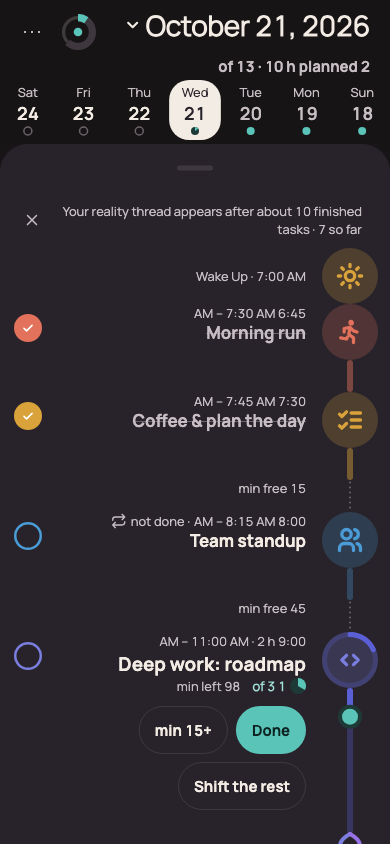 October 21, 2026
of 13 · 10 h planned 2
Sat Fri Thu Wed Tue Mon Sun
24 23 22 21 20 19 18
Your reality thread appears after about 10 finished
tasks · 7 so far
Wake Up · 7:00 AM
AM – 7:30 AM 6:45
Morning run
AM – 7:45 AM 7:30
Coffee & plan the day
min free 15
not done · AM – 8:15 AM 8:00
Team standup
min free 45
AM – 11:00 AM · 2 h 9:00
Deep work: roadmap
min left 98 of 3 1
min 15+ Done
Shift the rest